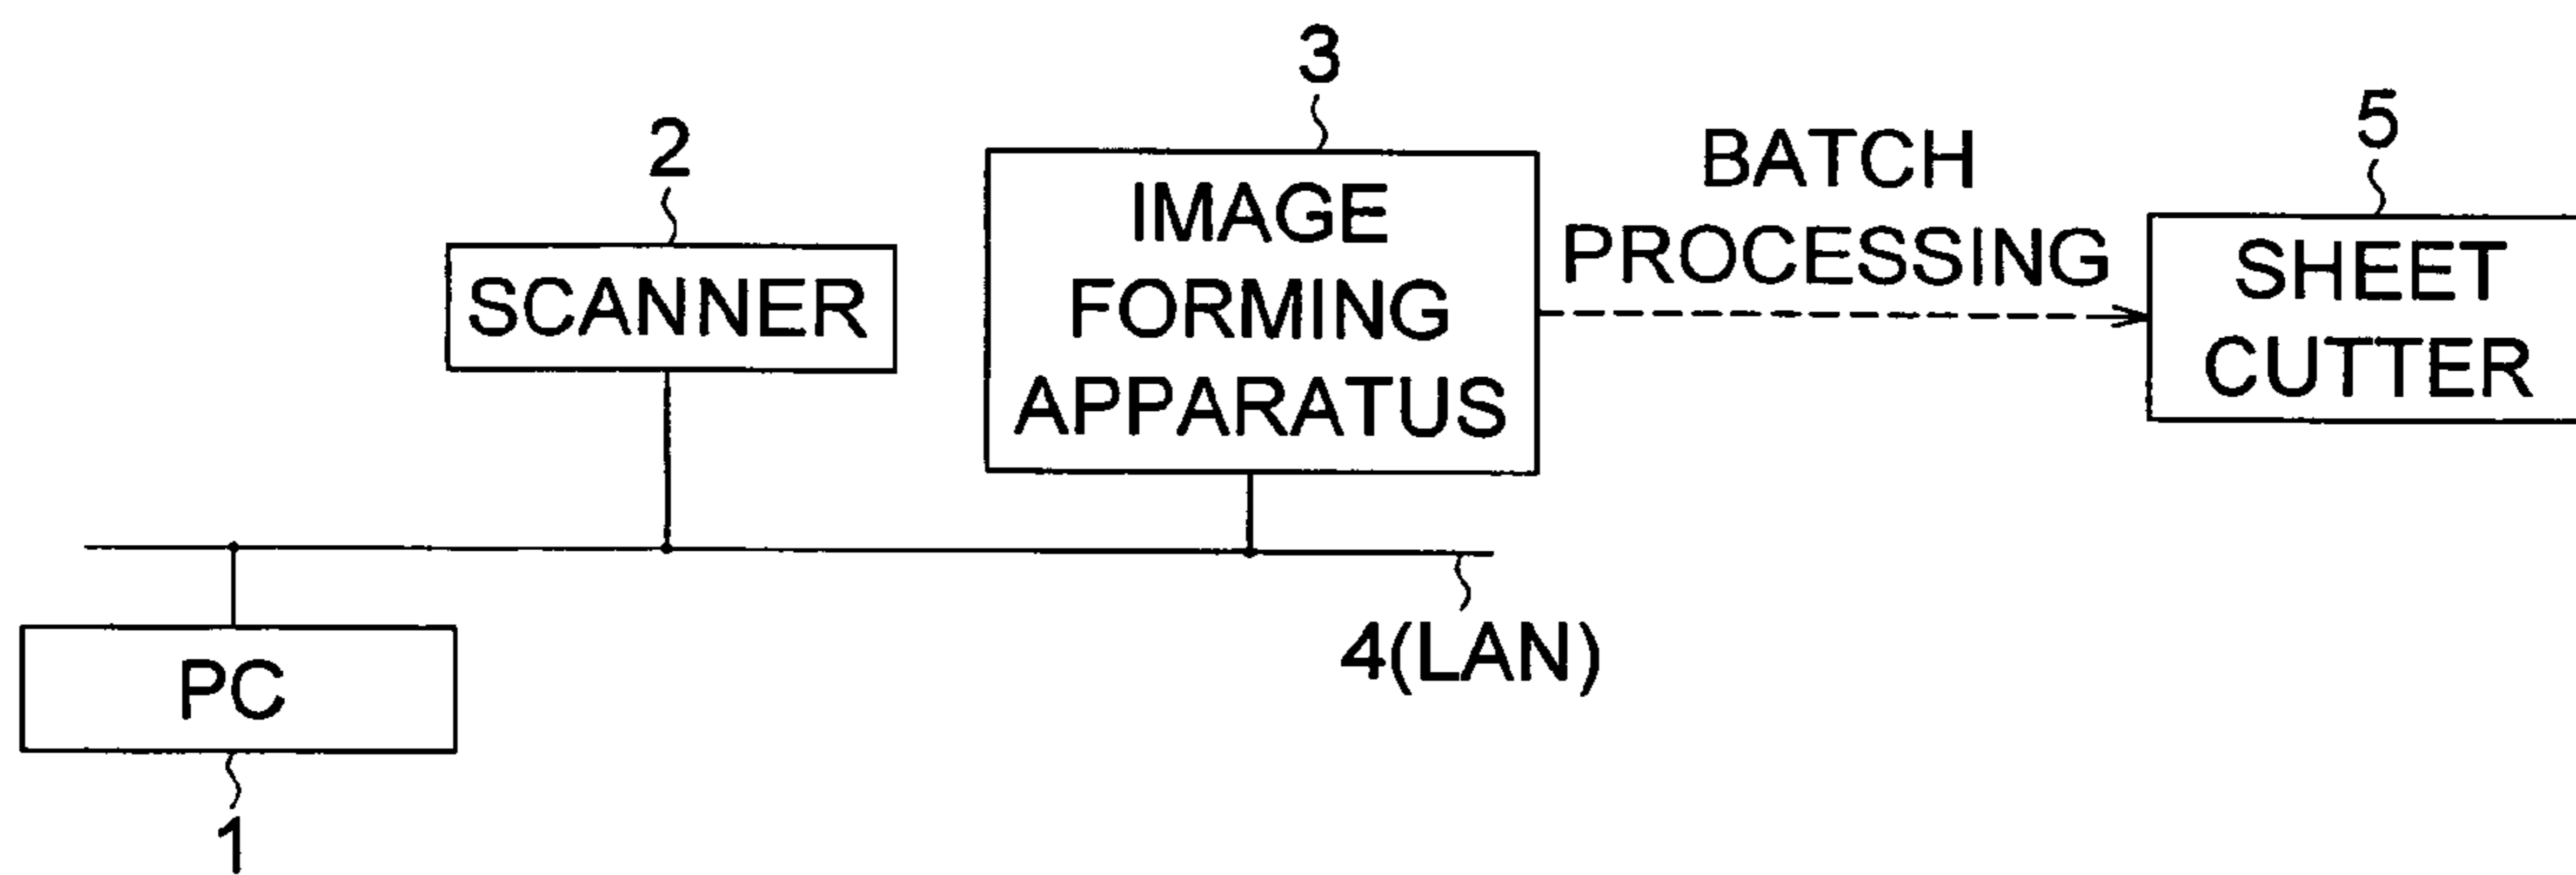 3
2
BATCH
PROCESSING
5
IMAGE
FORMING
APPARATUS
SCANNER
SHEET
CUTTER
4(LAN)
PC
1